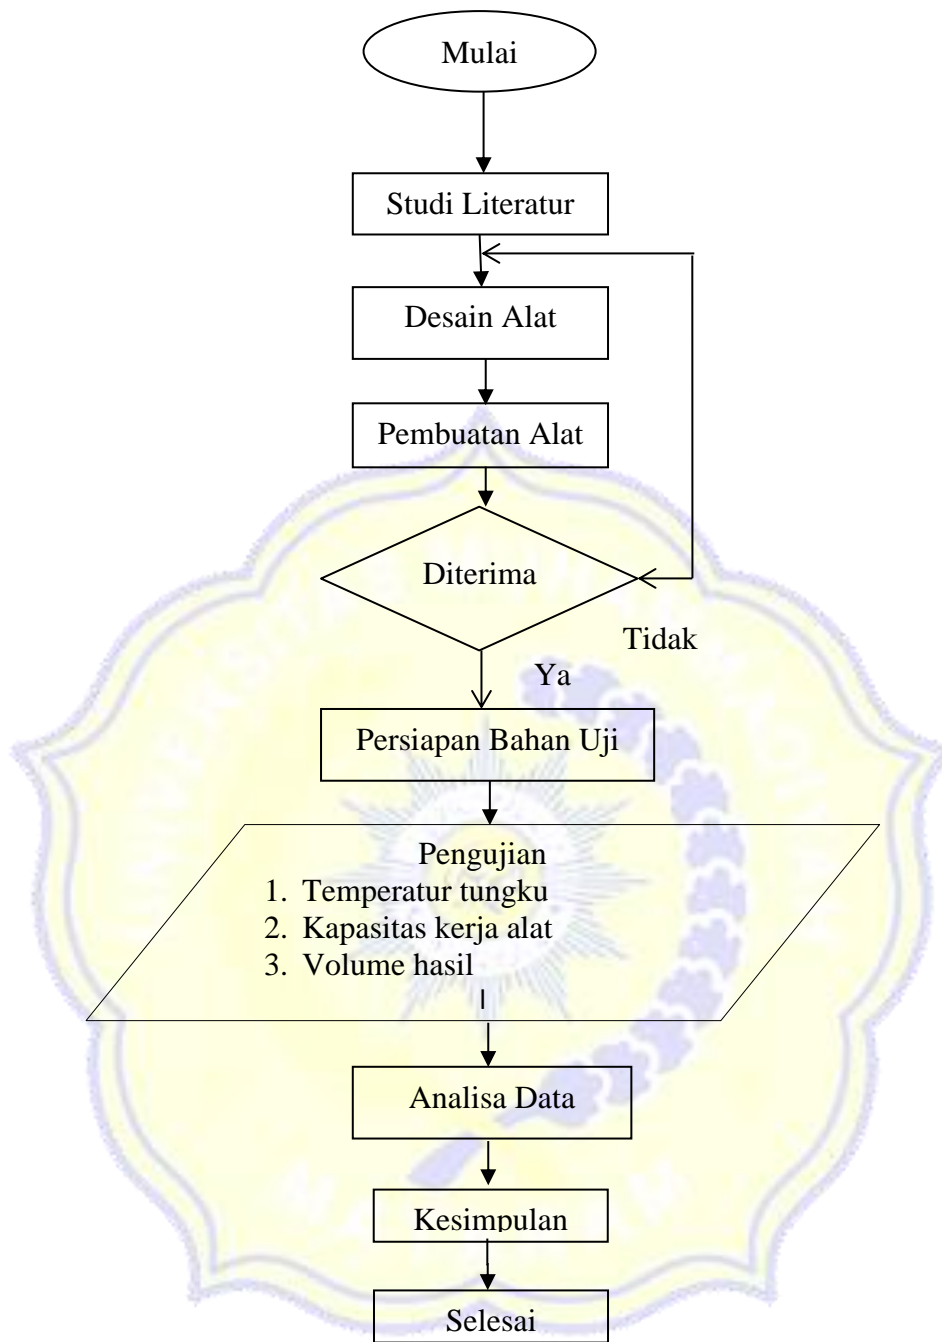 Mulai
Studi Literatur
Desain Alat
Pembuatan Alat
Diterima
Tidak
Ya
Persiapan Bahan Uji
Pengujian
1. Temperatur tungku
2. Kapasitas kerja alat
3. Volume hasil
Analisa Data
Kesimpulan
Selesai